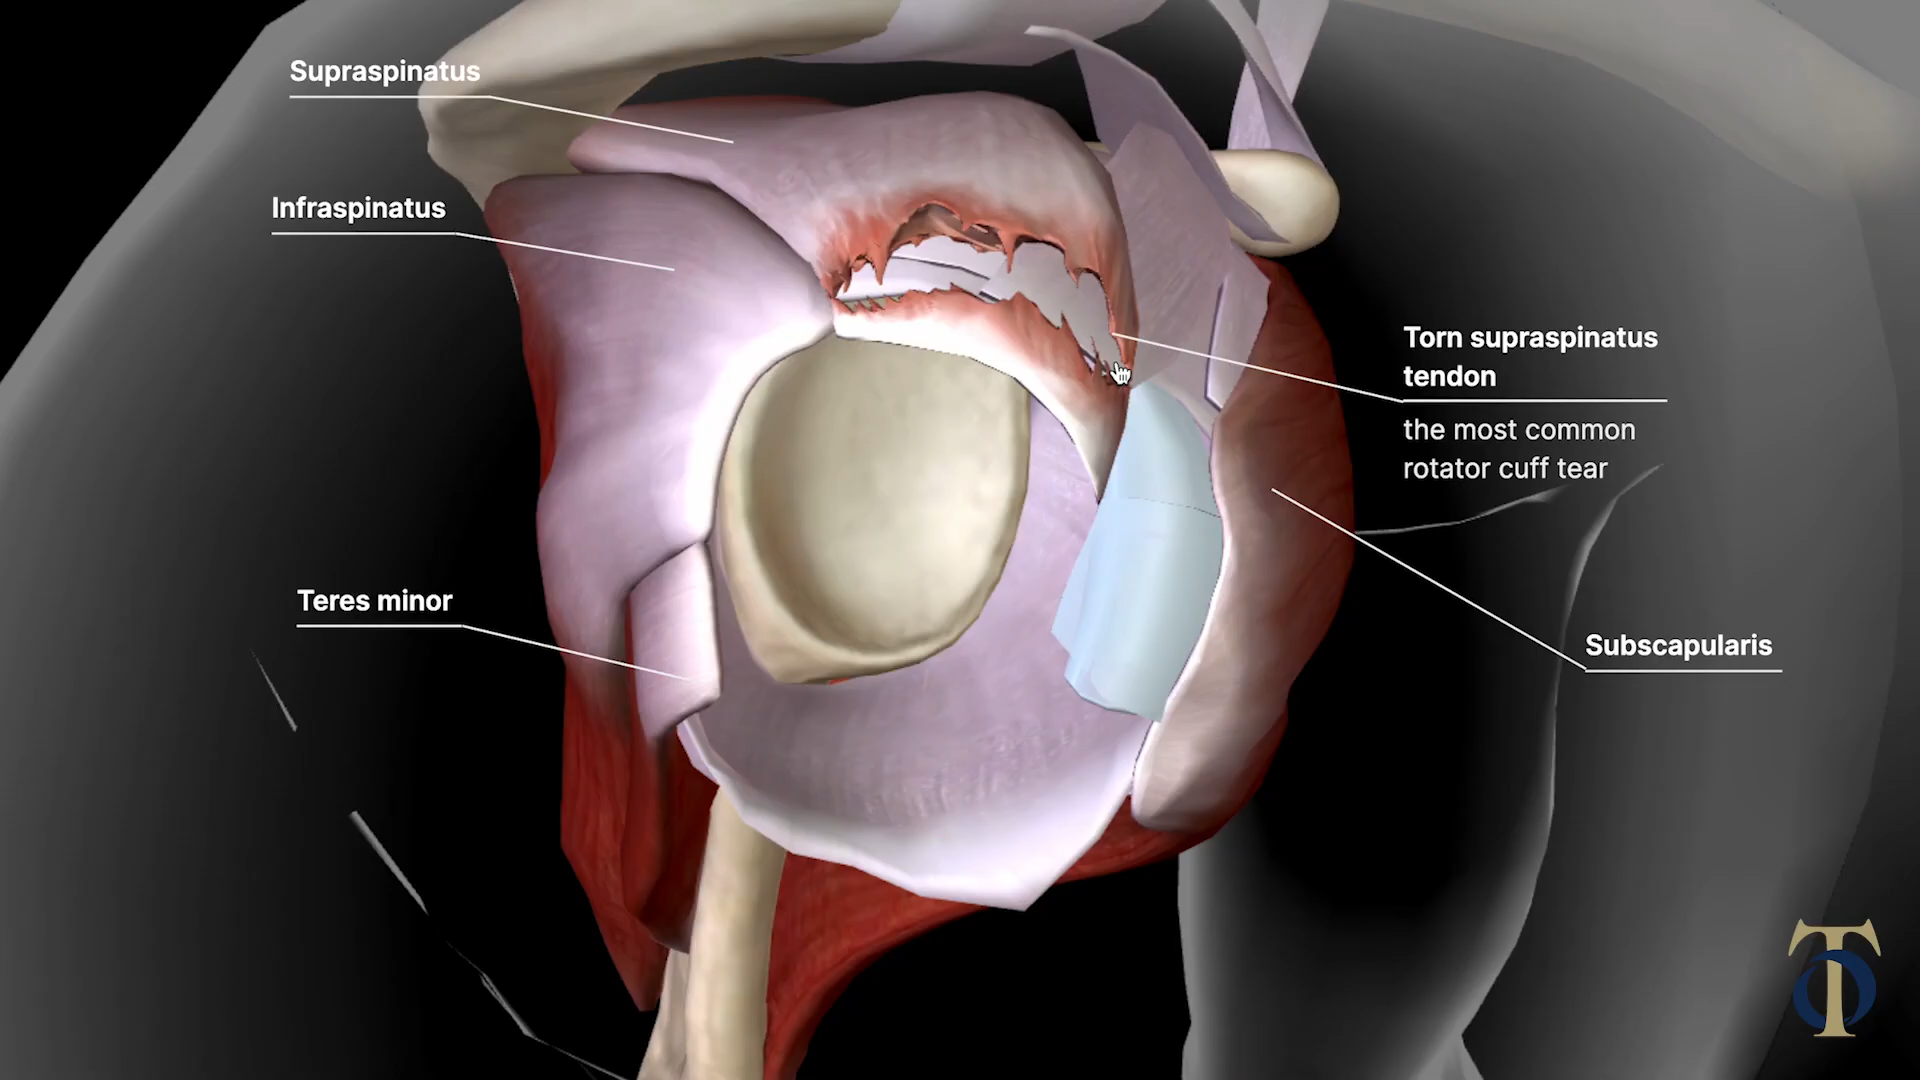 Supraspinatus
Infraspinatus
Torn supraspinatus
tendon
the most common
rotator cuff tear
Teres minor
Subscapularis